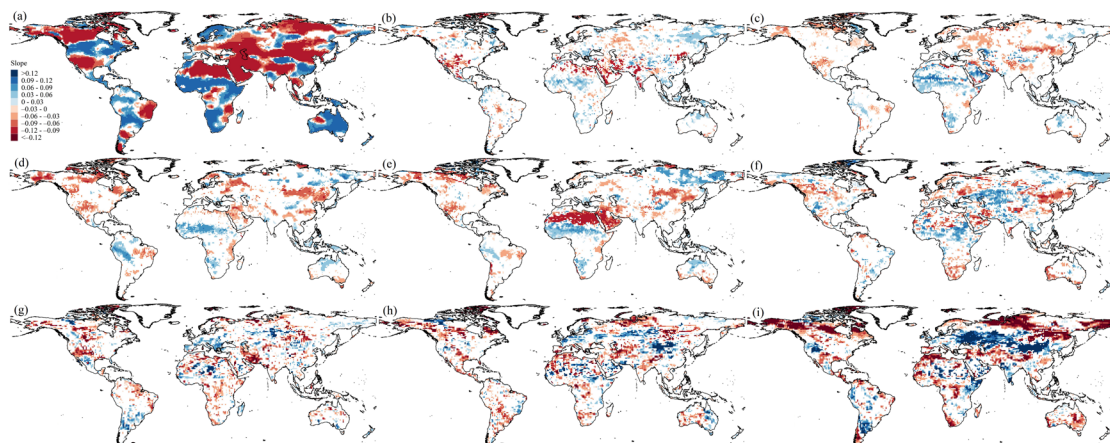 (a)
(b)
(c)
Slope
>0.12
0.09 - 0.12
0.06 - 0.09
0.03 - 0.06
0 - 0.03
−0.03 - 0
−0.06 - −0.03
−0.09 - −0.06
−0.12 - −0.09
<-0.12
(d)
(e)
(f)
(g)
(h)
(i)